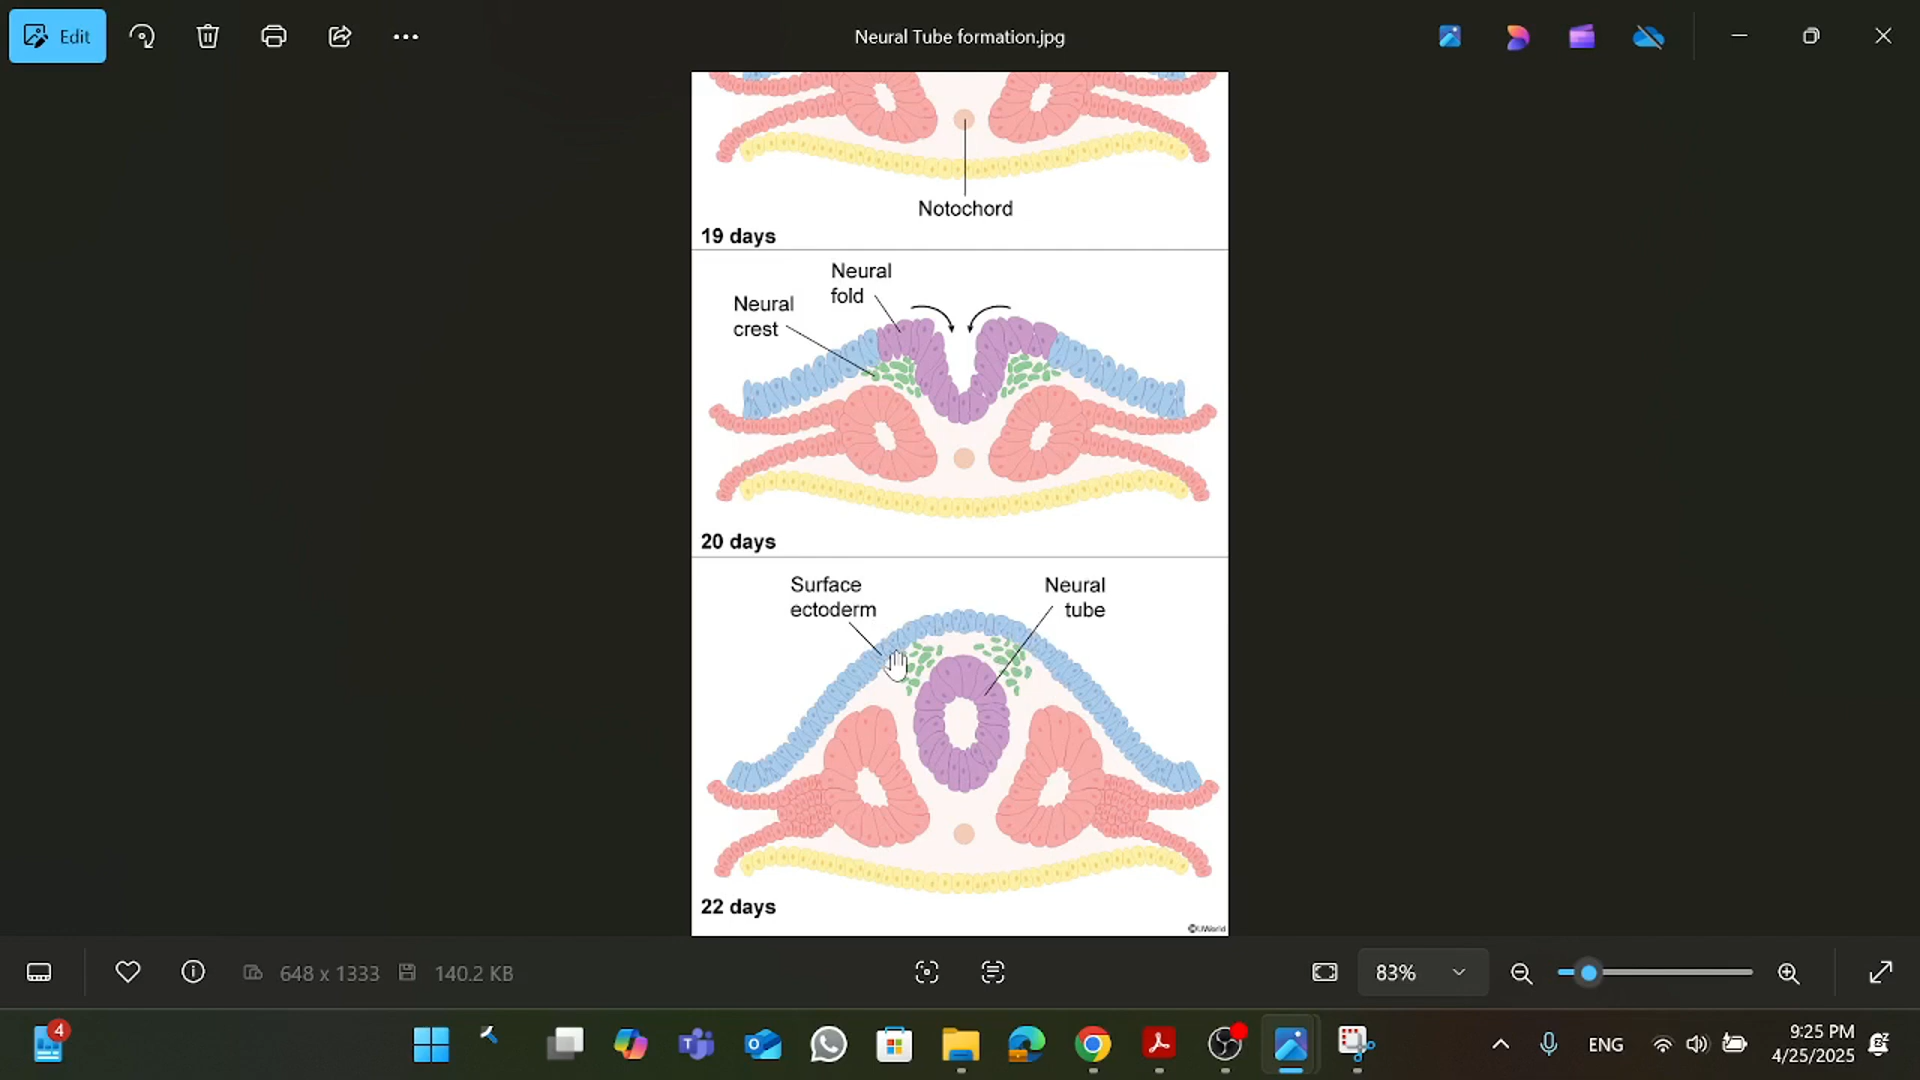 Edit
Neural Tube formation.jpg
Notochord
19 days
Neural
fold
Neural
crest
20 days
Surface
ectoderm
Neural
tube
22 days
©UWorld
648 x 1333
140.2 KB
83%
4
ENG
9:25 PM
4/25/2025